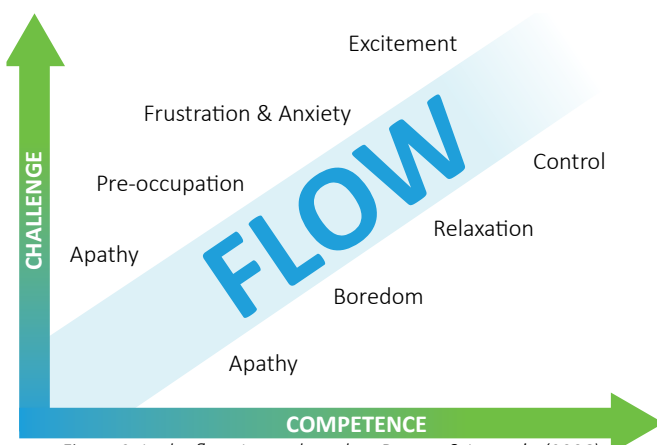 Excitement
Frustration & Anxiety
FLOW
Control
Pre-occupation
CHALLENGE
Relaxation
Apathy
Boredom
Apathy
COMPETENCE